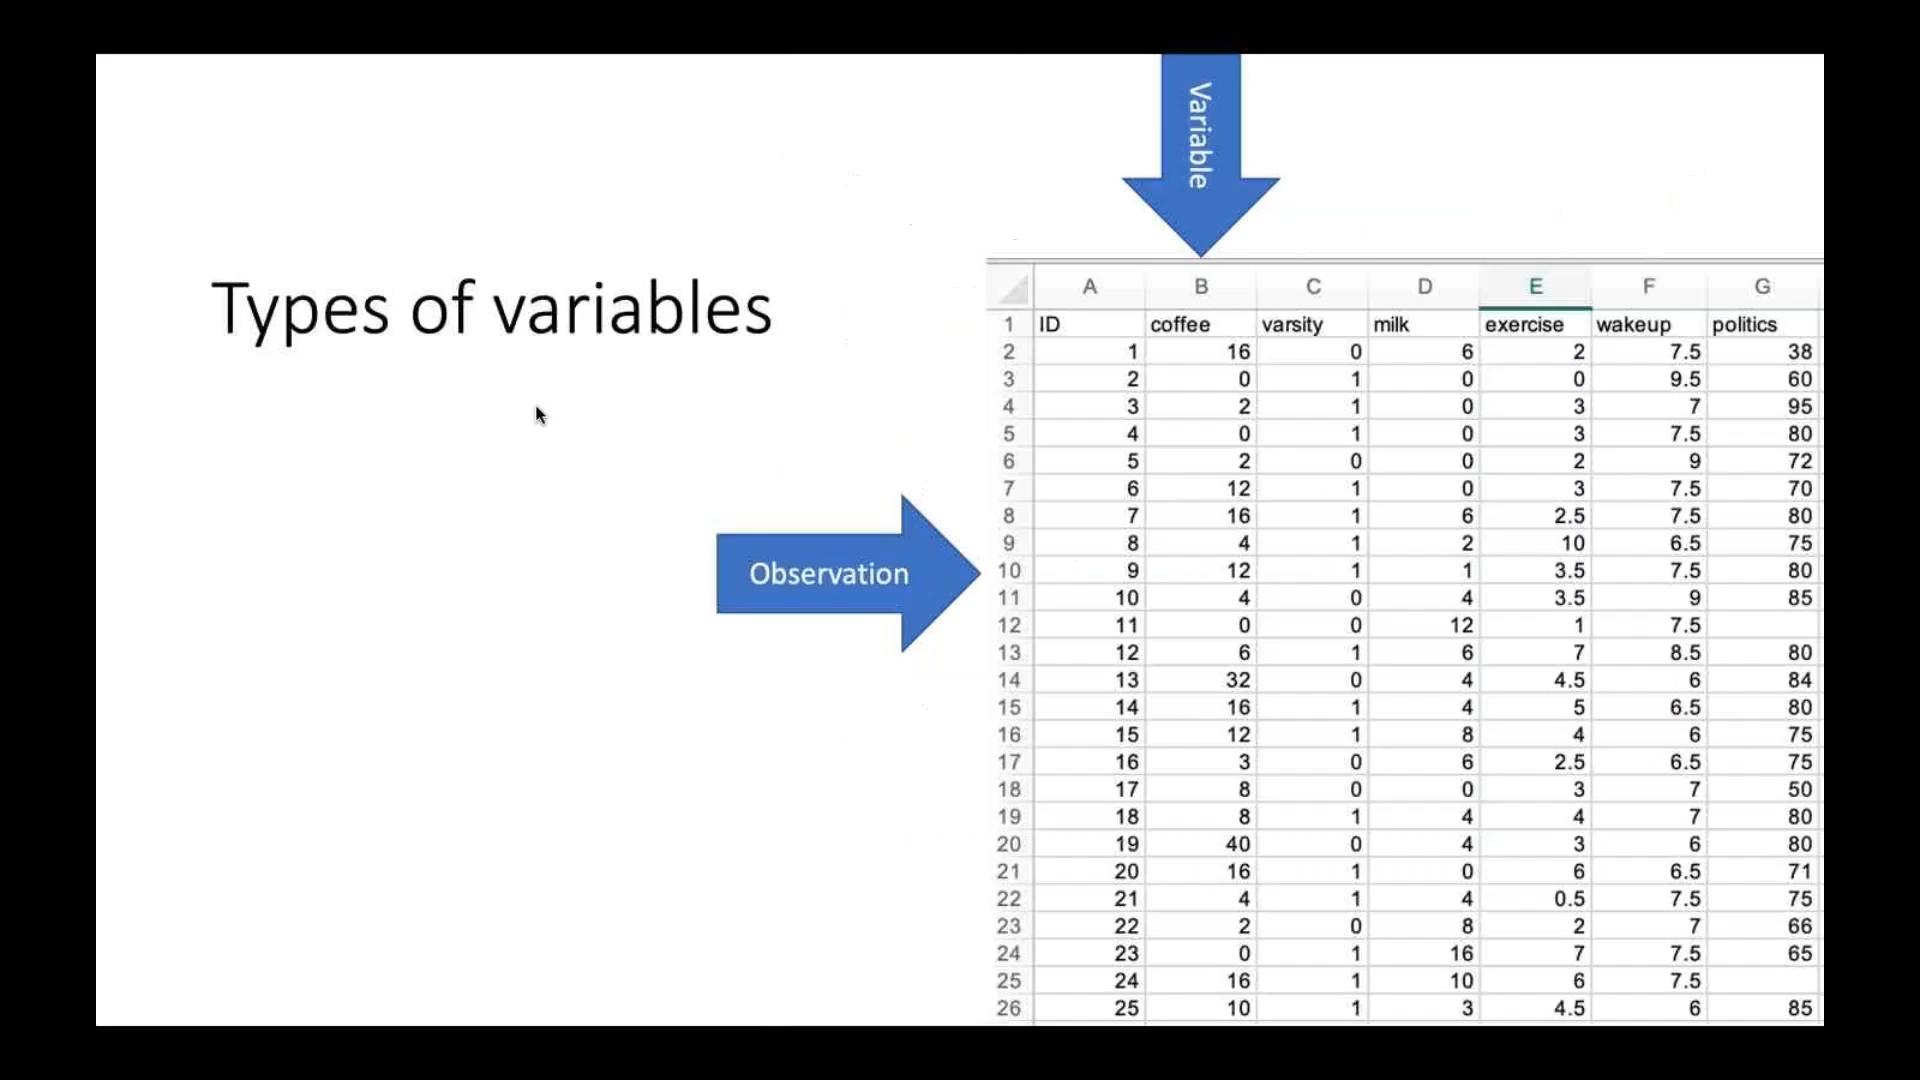 Variable
Types of variables
Observation
A B C D E F G
1 ID coffee varsity milk exercise wakeup politics
2 1 16 0 6 2 7.5 38
3 2 0 1 0 0 9.5 60
4 3 2 1 0 3 7 95
5 4 0 1 0 3 7.5 80
6 5 2 0 0 2 9 72
7 6 12 1 0 3 7.5 70
8 7 16 1 6 2.5 7.5 80
9 8 4 1 2 10 6.5 75
10 9 12 1 1 3.5 7.5 80
11 10 4 0 4 3.5 9 85
12 11 0 0 12 1 7.5
13 12 6 1 6 7 8.5 80
14 13 32 0 4 4.5 6 84
15 14 16 1 4 5 6.5 80
16 15 12 1 8 4 6 75
17 16 3 0 6 2.5 6.5 75
18 17 8 0 0 3 7 50
19 18 8 1 4 4 7 80
20 19 40 0 4 3 6 80
21 20 16 1 0 6 6.5 71
22 21 4 1 4 0.5 7.5 75
23 22 2 0 8 2 7 66
24 23 0 1 16 7 7.5 65
25 24 16 1 10 6 7.5
26 25 10 1 3 4.5 6 85